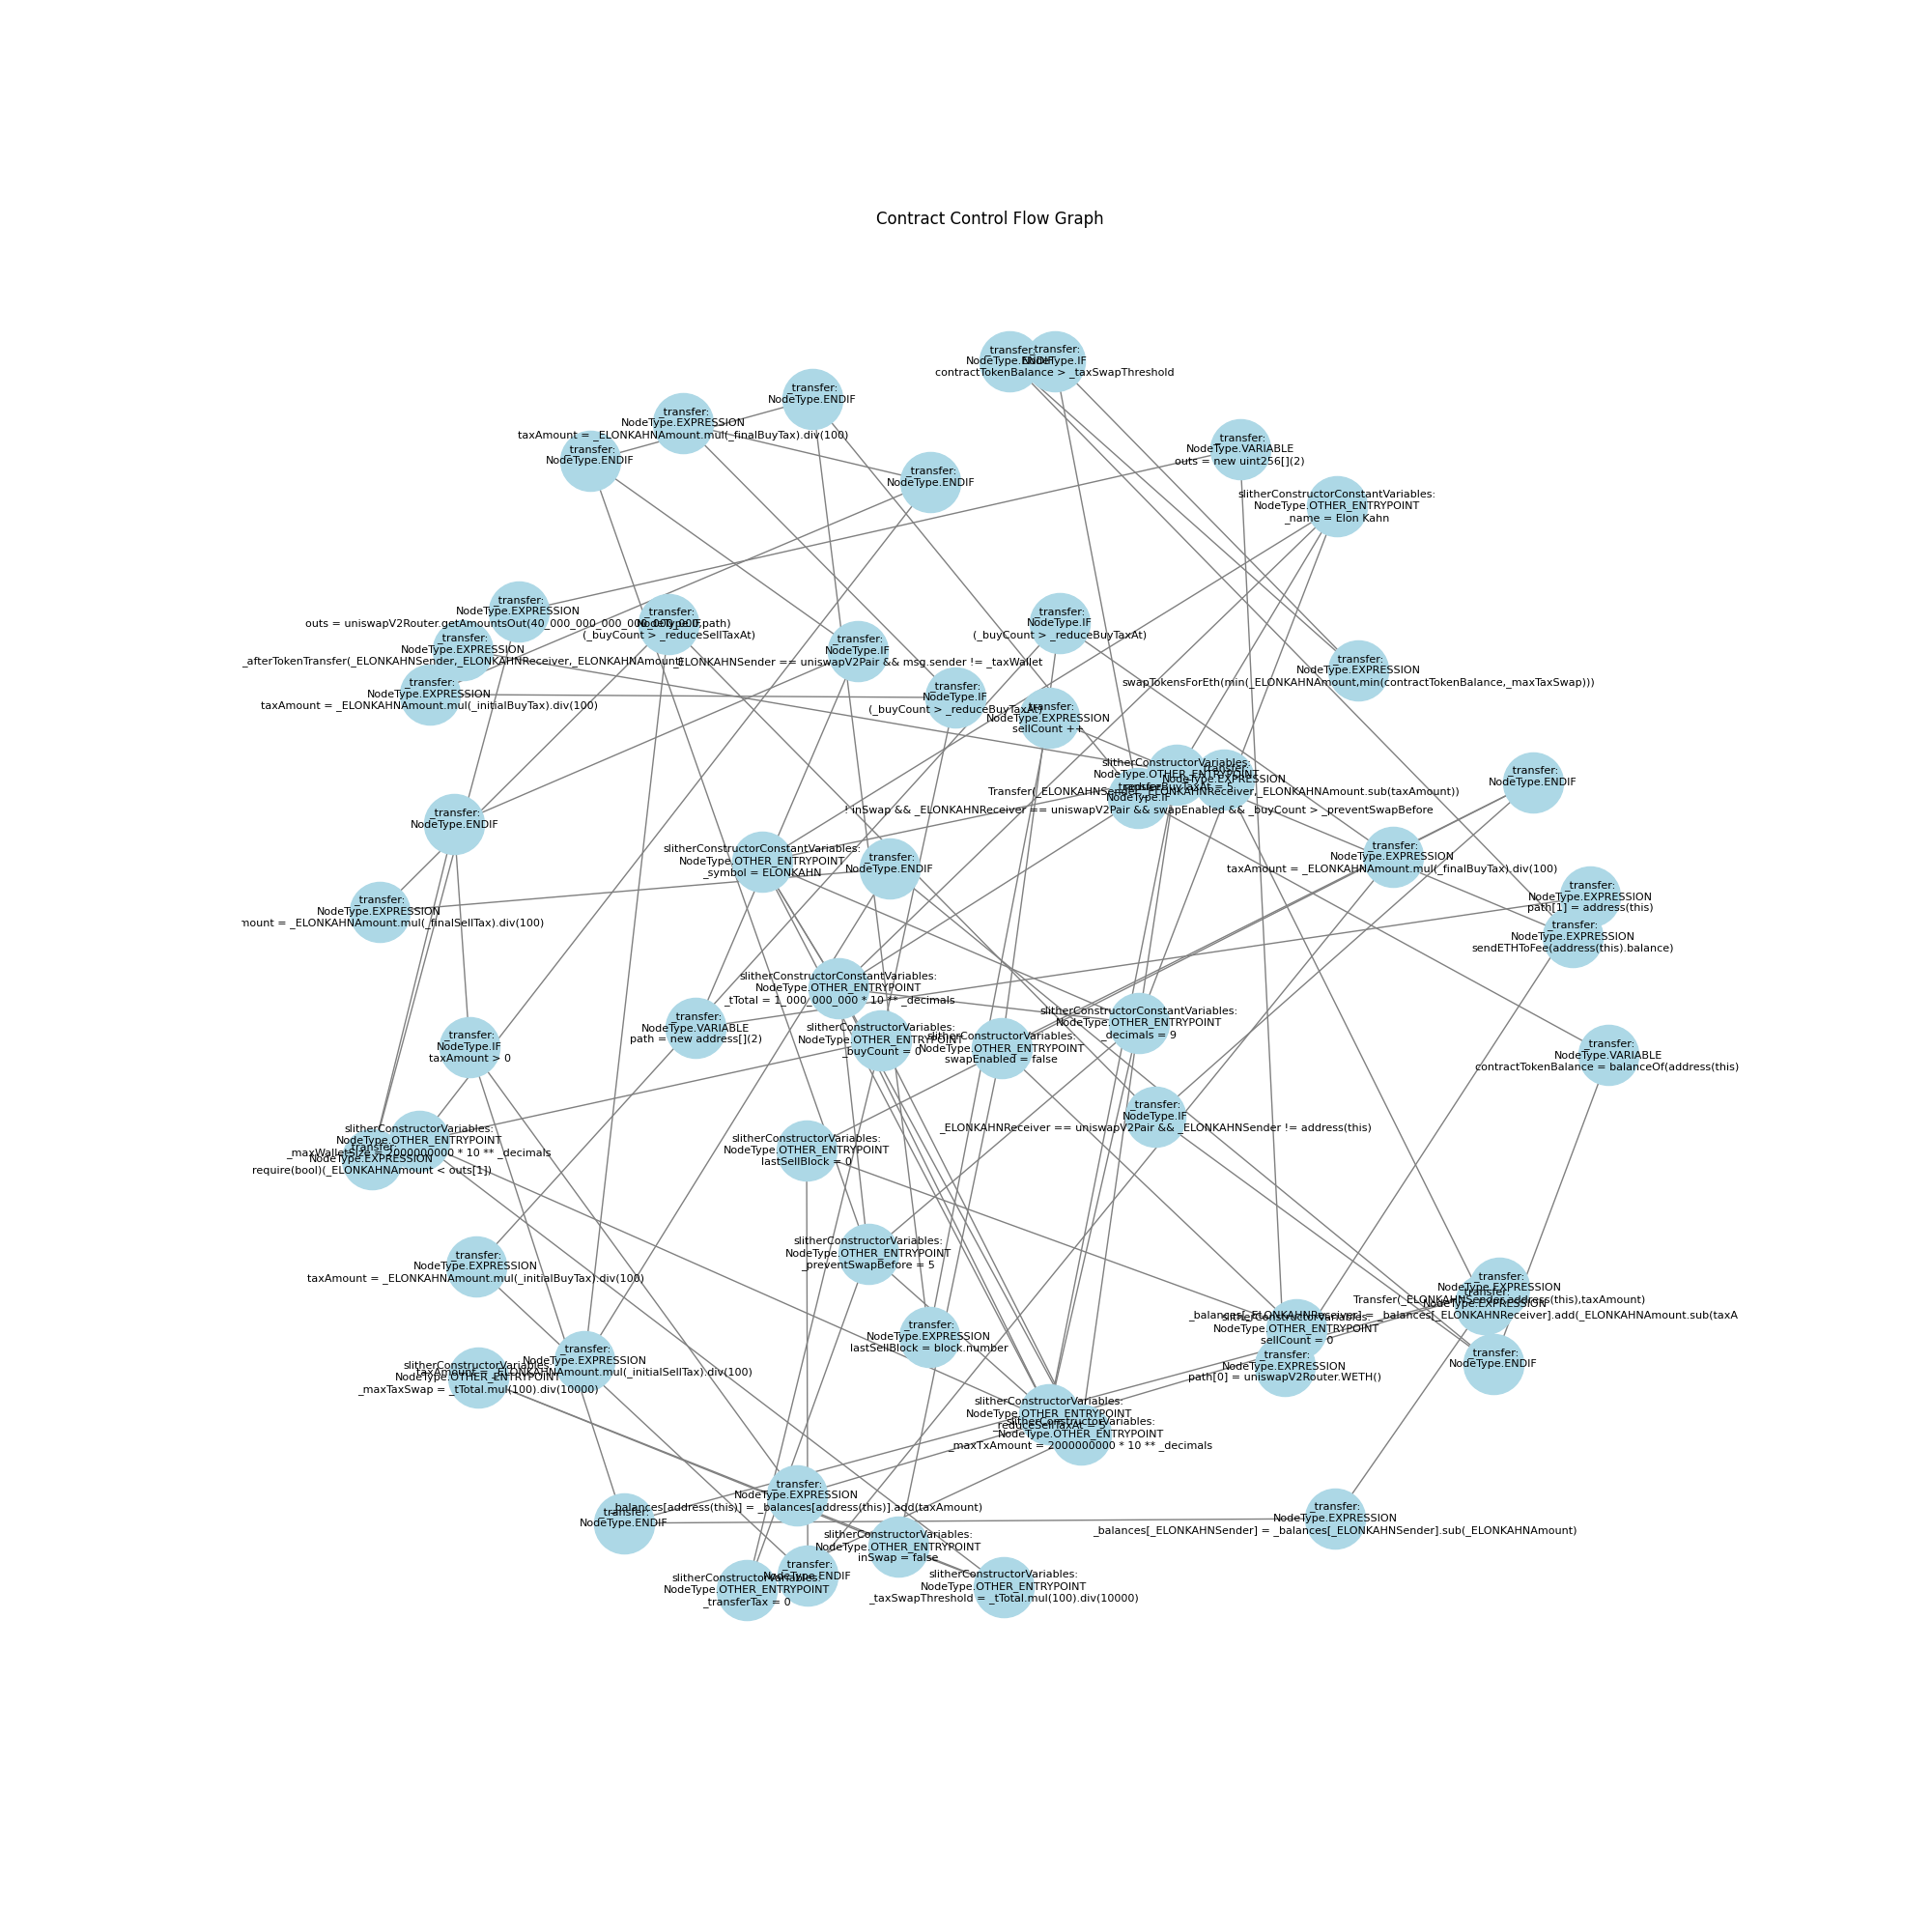 Contract Control Flow Graph
_transfer:
NodeType.ENDIF
_transfer:
NodeType.IF
contractTokenBalance > _taxSwapThreshold
_transfer:
NodeType.ENDIF
_transfer:
NodeType.EXPRESSION
taxAmount = _ELONKAHNAmount.mul(_finalBuyTax).div(100)
_transfer:
NodeType.ENDIF
_transfer:
NodeType.VARIABLE
outs = new uint256[](2)
_transfer:
NodeType.ENDIF
slitherConstructorConstantVariables:
NodeType.OTHER_ENTRYPOINT
_name = Elon Kahn
_transfer:
NodeType.EXPRESSION
outs = uniswapV2Router.getAmountsOut(40_000_000_000_000_000_000,path)
_transfer:
NodeType.IF
(_buyCount > _reduceSellTaxAt)
_transfer:
NodeType.IF
(_buyCount > _reduceBuyTaxAt)
_transfer:
NodeType.EXPRESSION
_afterTokenTransfer(_ELONKAHNSender,_ELONKAHNReceiver,_ELONKAHNAmount)
_transfer:
NodeType.IF
_ELONKAHNSender == uniswapV2Pair && msg.sender != _taxWallet
_transfer:
NodeType.EXPRESSION
swapTokensForEth(min(_ELONKAHNAmount,min(contractTokenBalance,_maxTaxSwap)))
_transfer:
NodeType.EXPRESSION
taxAmount = _ELONKAHNAmount.mul(_initialBuyTax).div(100)
_transfer:
NodeType.IF
(_buyCount > _reduceBuyTaxAt)
_transfer:
NodeType.EXPRESSION
sellCount ++
slitherConstructorVariables:
NodeType.OTHER_ENTRYPOINT
_transfer:
NodeType.EXPRESSION
Transfer(_ELONKAHNSender,_ELONKAHNReceiver,_ELONKAHNAmount.sub(taxAmount))
NodeType.IF
! inSwap && _ELONKAHNReceiver == uniswapV2Pair && swapEnabled && _buyCount > _preventSwapBefore
_transfer:
NodeType.ENDIF
_transfer:
NodeType.ENDIF
slitherConstructorConstantVariables:
NodeType.OTHER_ENTRYPOINT
_symbol = ELONKAHN
_transfer:
NodeType.ENDIF
_transfer:
NodeType.EXPRESSION
taxAmount = _ELONKAHNAmount.mul(_finalBuyTax).div(100)
_transfer:
NodeType.EXPRESSION
mount = _ELONKAHNAmount.mul(_finalSellTax).div(100)
_transfer:
NodeType.EXPRESSION
path[1] = address(this)
_transfer:
NodeType.EXPRESSION
sendETHToFee(address(this).balance)
slitherConstructorConstantVariables:
NodeType.OTHER_ENTRYPOINT
_tTotal = 1_000_000_000 * 10 ** _decimals
_transfer:
NodeType.VARIABLE
path = new address[](2)
slitherConstructorVariables:
NodeType.OTHER_ENTRYPOINT
_buyCount = 0
slitherConstructorVariables:
NodeType.OTHER_ENTRYPOINT
swapEnabled = false
slitherConstructorConstantVariables:
NodeType.OTHER_ENTRYPOINT
_decimals = 9
_transfer:
NodeType.IF
taxAmount > 0
_transfer:
NodeType.VARIABLE
contractTokenBalance = balanceOf(address(this)
_transfer:
NodeType.IF
_ELONKAHNReceiver == uniswapV2Pair && _ELONKAHNSender != address(this)
slitherConstructorVariables:
NodeType.OTHER_ENTRYPOINT
_maxWalletSize = 2000000000 * 10 ** _decimals
_transfer:
NodeType.EXPRESSION
require(bool)(_ELONKAHNAmount < outs[1])
slitherConstructorVariables:
NodeType.OTHER_ENTRYPOINT
lastSellBlock = 0
slitherConstructorVariables:
NodeType.OTHER_ENTRYPOINT
_preventSwapBefore = 5
_transfer:
NodeType.EXPRESSION
taxAmount = _ELONKAHNAmount.mul(_initialBuyTax).div(100)
_transfer:
NodeType.EXPRESSION
Transfer(_ELONKAHNSender,address(this),taxAmount)
_transfer:
NodeType.EXPRESSION
_balances[_ELONKAHNReceiver] = _balances[_ELONKAHNReceiver].add(_ELONKAHNAmount.sub(taxA
slitherConstructorVariables:
NodeType.OTHER_ENTRYPOINT
sellCount = 0
_transfer:
NodeType.EXPRESSION
lastSellBlock = block.number
_transfer:
NodeType.EXPRESSION
path[0] = uniswapV2Router.WETH()
_transfer:
NodeType.ENDIF
_transfer:
NodeType.EXPRESSION
taxAmount = _ELONKAHNAmount.mul(_initialSellTax).div(100)
slitherConstructorVariables:
NodeType.OTHER_ENTRYPOINT
_maxTaxSwap = _tTotal.mul(100).div(10000)
slitherConstructorVariables:
NodeType.OTHER_ENTRYPOINT
_reduceSellTaxAt = 5
slitherConstructorVariables:
NodeType.OTHER_ENTRYPOINT
_maxTxAmount = 2000000000 * 10 ** _decimals
_transfer:
NodeType.EXPRESSION
_balances[address(this)] = _balances[address(this)].add(taxAmount)
_transfer:
NodeType.ENDIF
_transfer:
NodeType.EXPRESSION
_balances[_ELONKAHNSender] = _balances[_ELONKAHNSender].sub(_ELONKAHNAmount)
slitherConstructorVariables:
NodeType.OTHER_ENTRYPOINT
inSwap = false
_transfer:
NodeType.ENDIF
slitherConstructorVariables:
NodeType.OTHER_ENTRYPOINT
_transferTax = 0
slitherConstructorVariables:
NodeType.OTHER_ENTRYPOINT
_taxSwapThreshold = _tTotal.mul(100).div(10000)